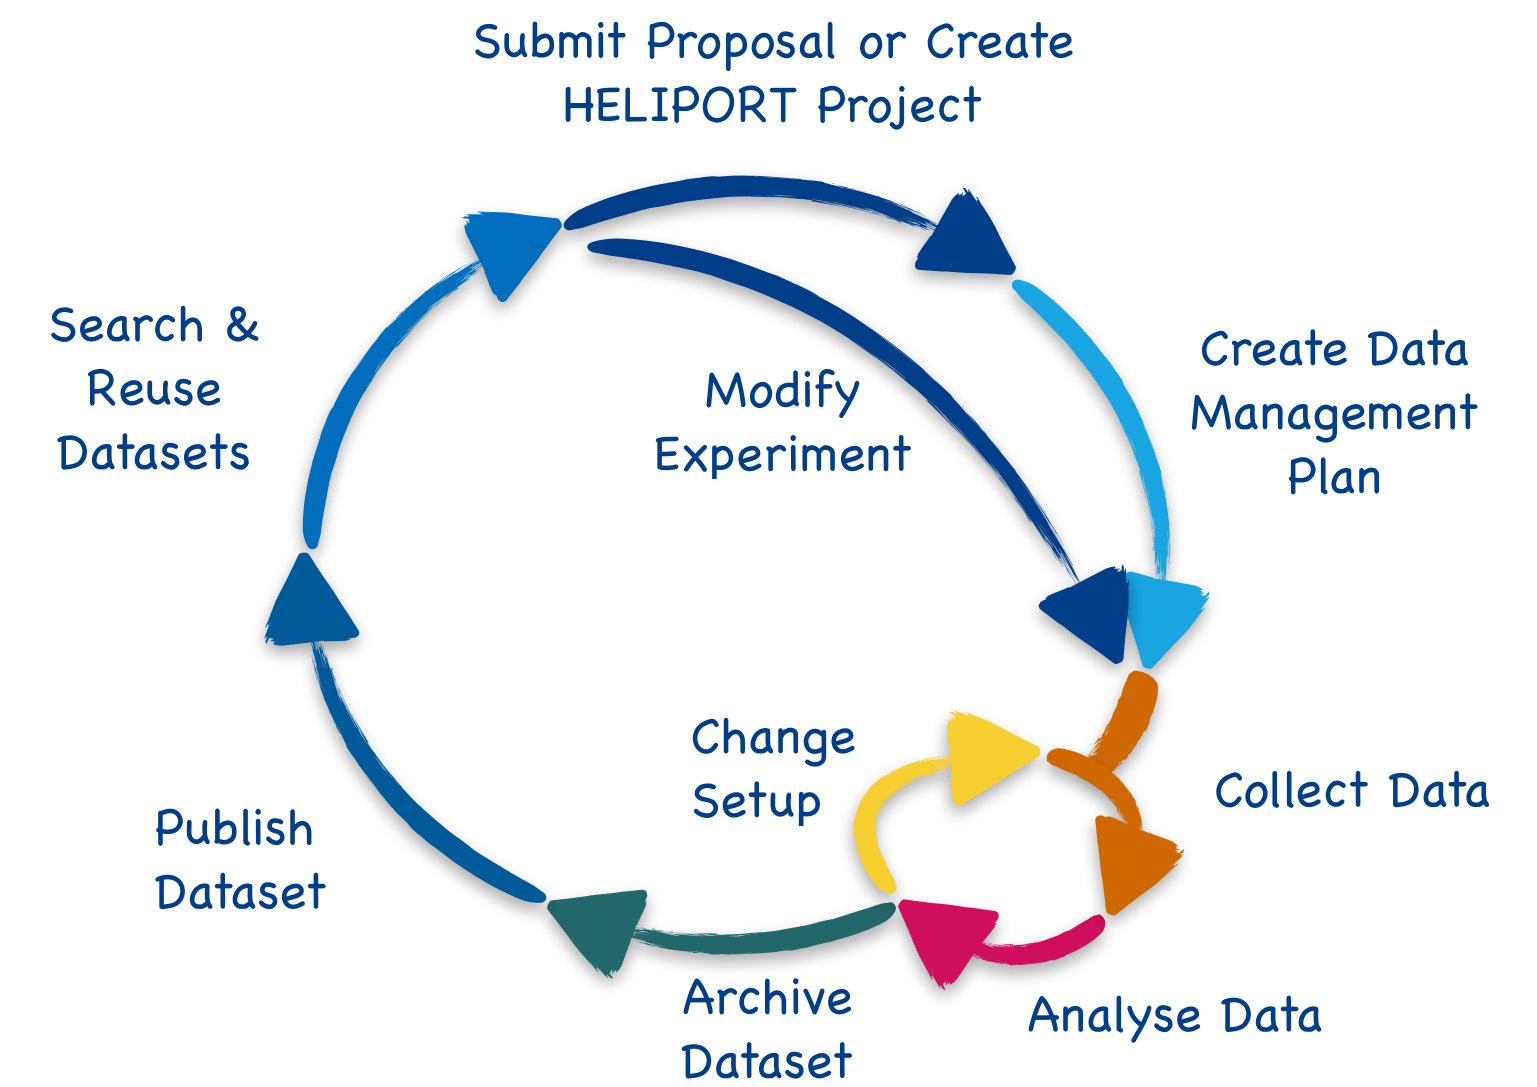 Submit Proposal or Create
HELIPORT Project
Search &
Reuse
Datasets
Modify
Experiment
Create Data
Management
Plan
Change
Setup
Collect Data
Publish
Dataset
Archive
Dataset
Analyse Data